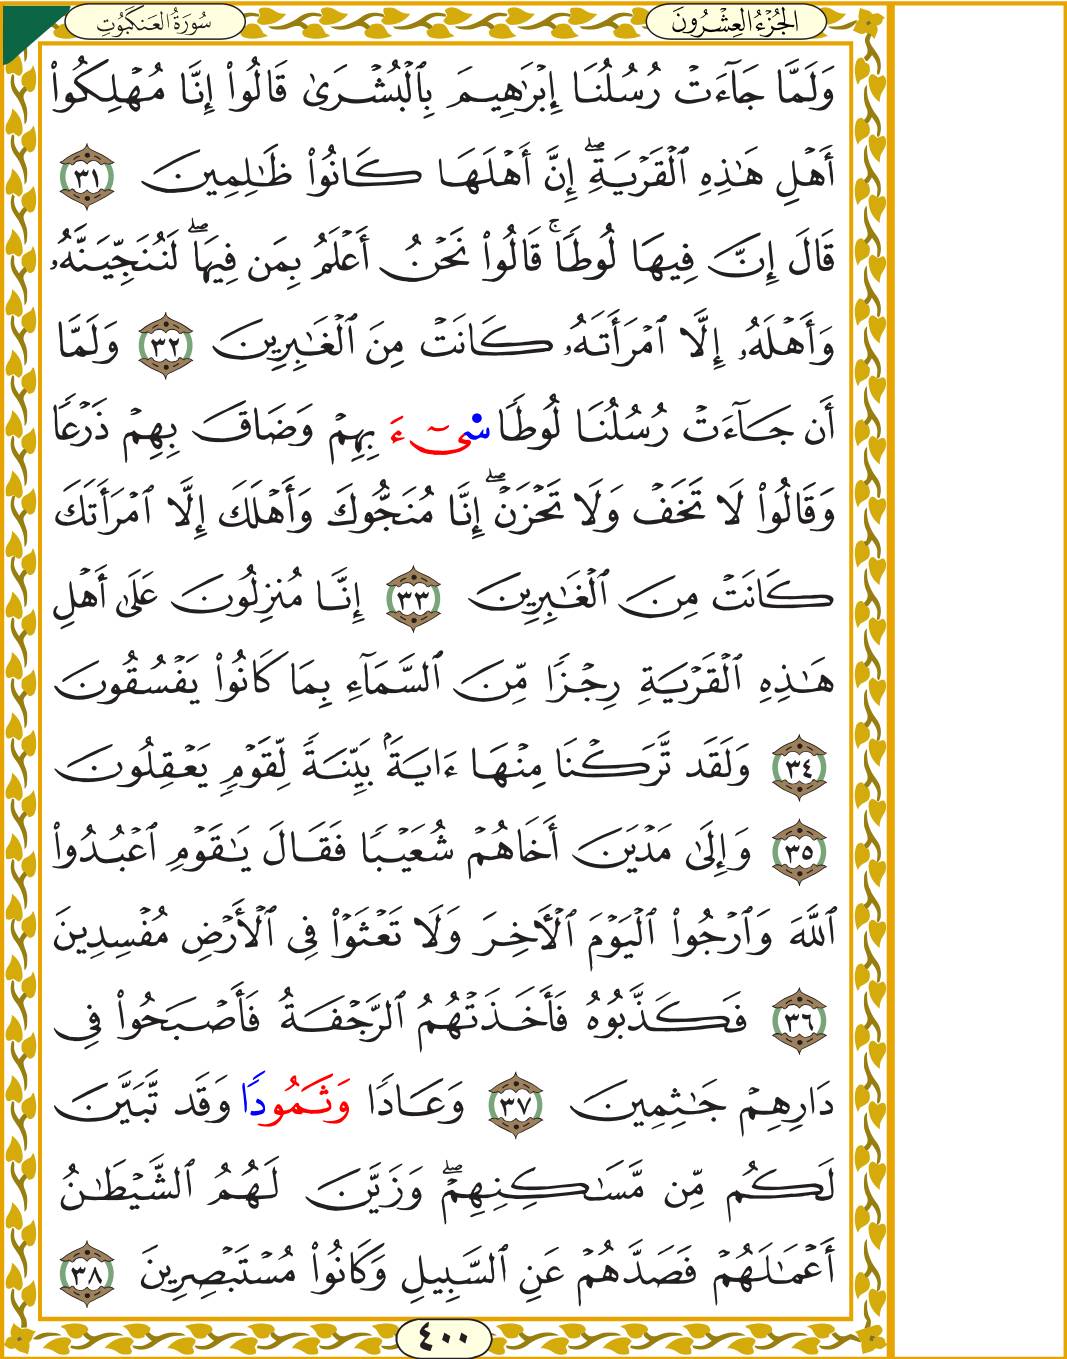 الجُزْءُ العِشْرُونَ
سُورَةُ العَنكَبُوتِ
وَلَمَّا جَآءَتْ رُسُلُنَآ إِبْرَٰهِيمَ بِٱلْبُشْرَىٰ قَالُوٓا۟ إِنَّا مُهْلِكُوٓا۟
أَهْلِ هَٰذِهِ ٱلْقَرْيَةِ ۖ إِنَّ أَهْلَهَا كَانُوا۟ ظَٰلِمِينَ ٣١
قَالَ إِنَّ فِيهَا لُوطًا ۚ قَالُوا۟ نَحْنُ أَعْلَمُ بِمَن فِيهَا ۖ لَنُنَجِّيَنَّهُۥ
وَأَهْلَهُۥ إِلَّا ٱمْرَأَتَهُۥ كَانَتْ مِنَ ٱلْغَٰبِرِينَ ٣٢ وَلَمَّآ
أَن جَآءَتْ رُسُلُنَا لُوطًا سْيٓءَ بِهِمْ وَضَاقَ بِهِمْ ذَرْعًا
وَقَالُوا۟ لَا تَخَفْ وَلَا تَحْزَنْ ۖ إِنَّا مُنَجُّوكَ وَأَهْلَكَ إِلَّا ٱمْرَأَتَكَ
كَانَتْ مِنَ ٱلْغَٰبِرِينَ ٣٣ إِنَّا مُنزِلُونَ عَلَىٰٓ أَهْلِ
هَٰذِهِ ٱلْقَرْيَةِ رِجْزًا مِّنَ ٱلسَّمَآءِ بِمَا كَانُوا۟ يَفْسُقُونَ
٣٤ وَلَقَد تَّرَكْنَا مِنْهَآ ءَايَةًۢ بَيِّنَةً لِّقَوْمٍ يَعْقِلُونَ
٣٥ وَإِلَىٰ مَدْيَنَ أَخَاهُمْ شُعَيْبًا فَقَالَ يَٰقَوْمِ ٱعْبُدُوا۟
ٱللَّهَ وَٱرْجُوا۟ ٱلْيَوْمَ ٱلْءَاخِرَ وَلَا تَعْثَوْا۟ فِى ٱلْأَرْضِ مُفْسِدِينَ
٣٦ فَكَذَّبُوهُ فَأَخَذَتْهُمُ ٱلرَّجْفَةُ فَأَصْبَحُوا۟ فِى
دَارِهِمْ جَٰثِمِينَ ٣٧ وَعَادًا وَثَمُودًا وَقَد تَّبَيَّنَ
لَكُم مِّن مَّسَٰكِنِهِمْ ۖ وَزَيَّنَ لَهُمُ ٱلشَّيْطَٰنُ
أَعْمَٰلَهُمْ فَصَدَّهُمْ عَنِ ٱلسَّبِيلِ وَكَانُوا۟ مُسْتَبْصِرِينَ ٣٨
٤٠٠